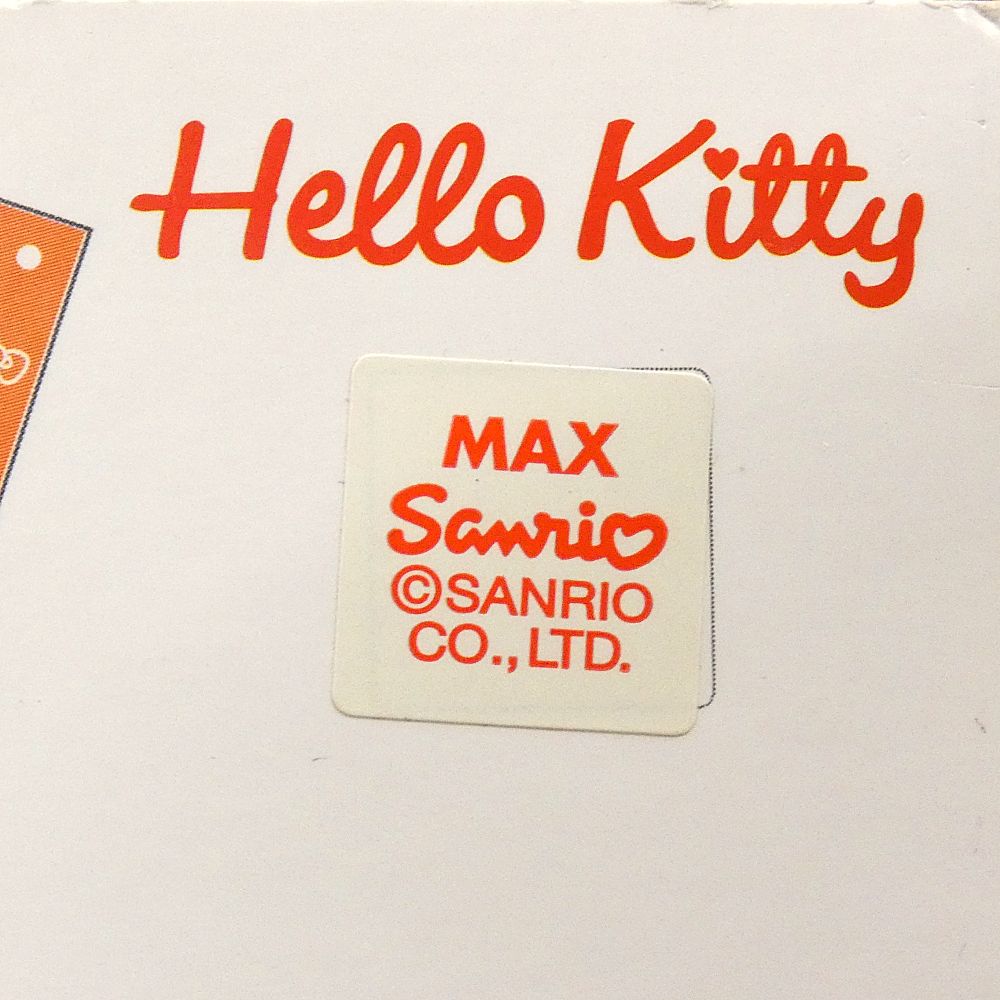 Hello Kitty
MAX
Sanrio
©SANRIO
CO., LTD.